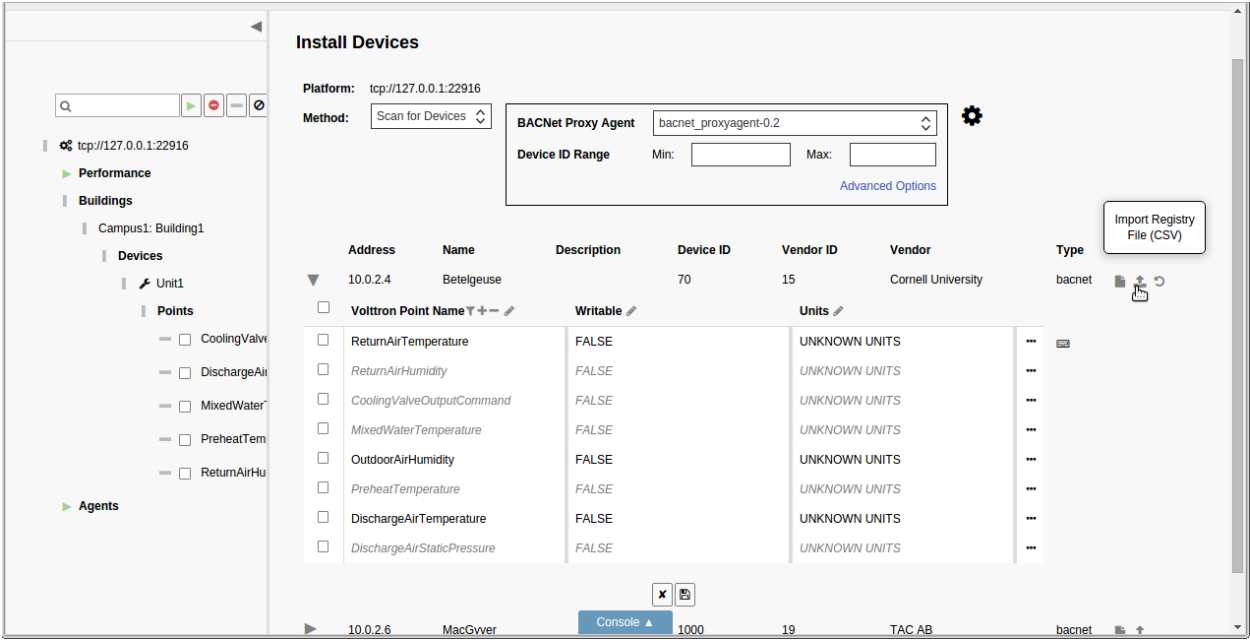 Install Devices
Platform: tcp://127.0.0.1:22916
Method: Scan for Devices
BACNet Proxy Agent bacnet_proxyagent-0.2
Device ID Range Min: Max:
Advanced Options
tcp://127.0.0.1:22916
Performance
Buildings
Campus1: Building1
Devices
Unit1
Points
CoolingValve
DischargeAir
MixedWaterT
PreheatTem
ReturnAirHu
Agents
Import Registry
File (CSV)
Address Name Description Device ID Vendor ID Vendor Type
10.0.2.4 Betelgeuse 70 15 Cornell University bacnet
Volttron Point Name Writable Units
ReturnAirTemperature FALSE UNKNOWN UNITS
ReturnAirHumidity FALSE UNKNOWN UNITS
CoolingValveOutputCommand FALSE UNKNOWN UNITS
MixedWaterTemperature FALSE UNKNOWN UNITS
OutdoorAirHumidity FALSE UNKNOWN UNITS
PreheatTemperature FALSE UNKNOWN UNITS
DischargeAirTemperature FALSE UNKNOWN UNITS
DischargeAirStaticPressure FALSE UNKNOWN UNITS
Console ▲
10.0.2.6 MacGyver 1000 19 TAC AB bacnet